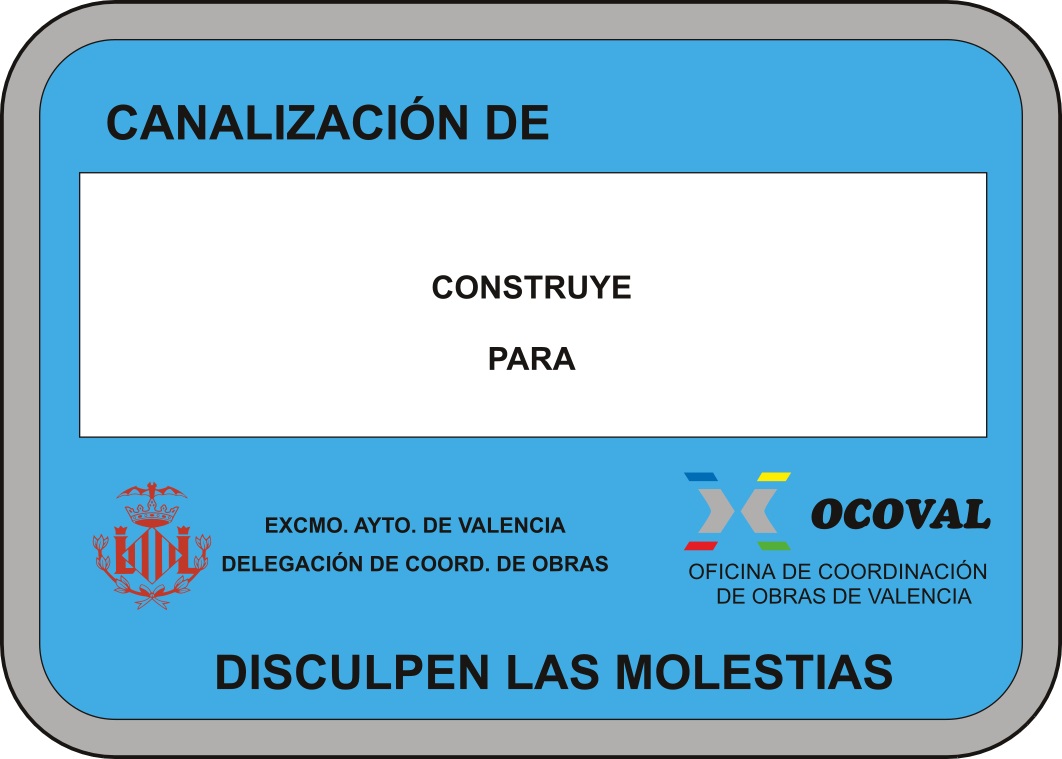 CANALIZACIÓN DE
CONSTRUYE
PARA
EXCMO. AYTO. DE VALENCIA
DELEGACIÓN DE COORD. DE OBRAS
OCOVAL
OFICINA DE COORDINACIÓN
DE OBRAS DE VALENCIA
DISCULPEN LAS MOLESTIAS